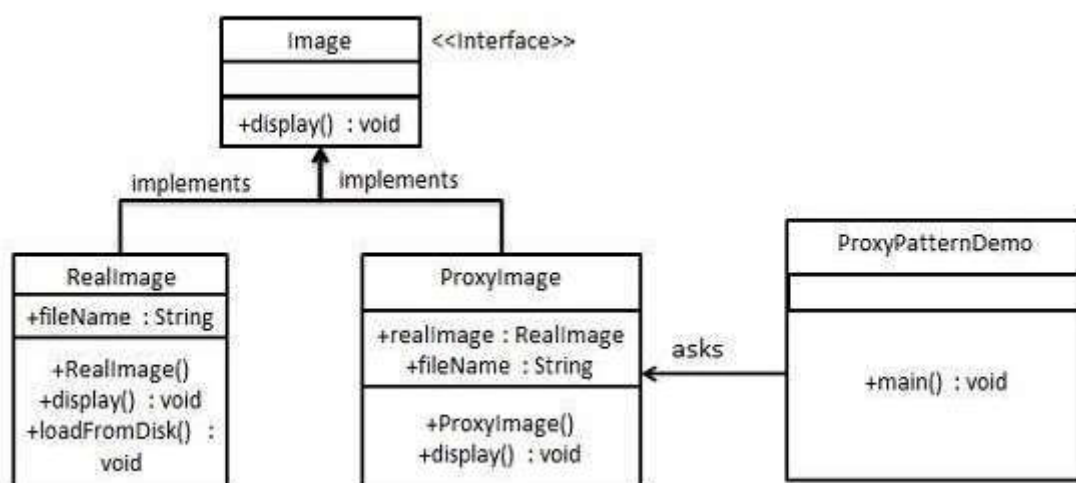 Image
<<Interface>>
+display() : void
implements
implements
RealImage
+fileName : String
+RealImage()
+display() : void
+loadFromDisk() :
void
ProxyImage
+realImage : RealImage
+fileName : String
+ProxyImage()
+display() : void
asks
ProxyPatternDemo
+main() : void